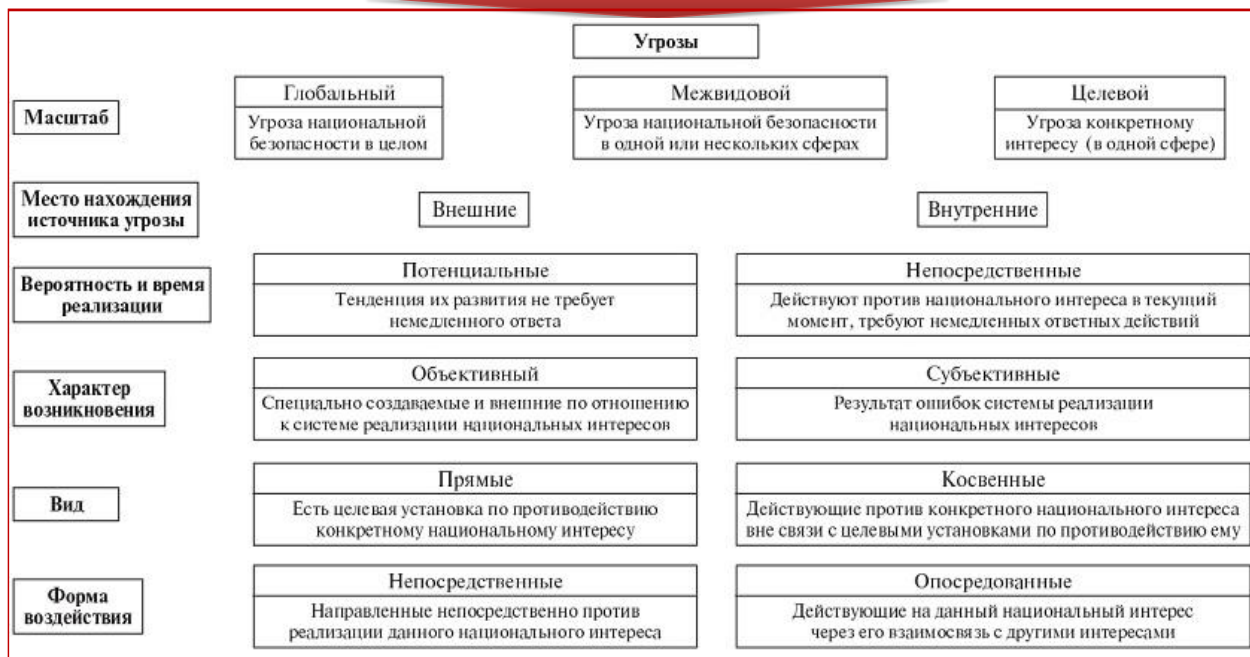 Угрозы
Масштаб
Глобальный
Угроза национальной
безопасности в целом
Межвидовой
Угроза национальной безопасности
в одной или нескольких сферах
Целевой
Угроза конкретному
интересу (в одной сфере)
Место нахождения
источника угрозы
Внешние
Внутренние
Вероятность и время
реализации
Потенциальные
Тенденция их развития не требует
немедленного ответа
Непосредственные
Действуют против национального интереса в текущий
момент, требуют немедленных ответных действий
Характер
возникновения
Объективный
Специально создаваемые и внешние по отношению
к системе реализации национальных интересов
Субъективные
Результат ошибок системы реализации
национальных интересов
Вид
Прямые
Есть целевая установка по противодействию
конкретному национальному интересу
Косвенные
Действующие против конкретного национального интереса
вне связи с целевыми установками по противодействию ему
Форма
воздействия
Непосредственные
Направленные непосредственно против
реализации данного национального интереса
Опосредованные
Действующие на данный национальный интерес
через его взаимосвязь с другими интересами